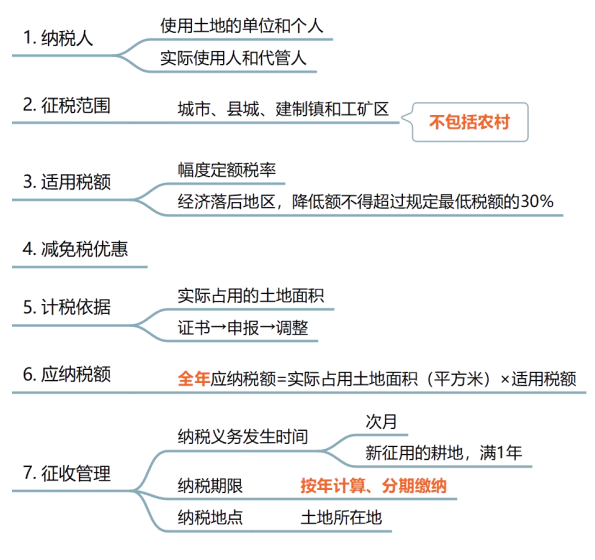 1. 纳税人
使用土地的单位和个人
实际使用人和代管人
2. 征税范围
城市、县城、建制镇和工矿区
不包括农村
3. 适用税额
幅度定额税率
经济落后地区，降低额不得超过规定最低税额的30%
4. 减免税优惠
5. 计税依据
实际占用的土地面积
证书→申报→调整
6. 应纳税额
全年应纳税额=实际占用土地面积（平方米）×适用税额
7. 征收管理
纳税义务发生时间
次月
新征用的耕地，满1年
纳税期限
按年计算、分期缴纳
纳税地点
土地所在地